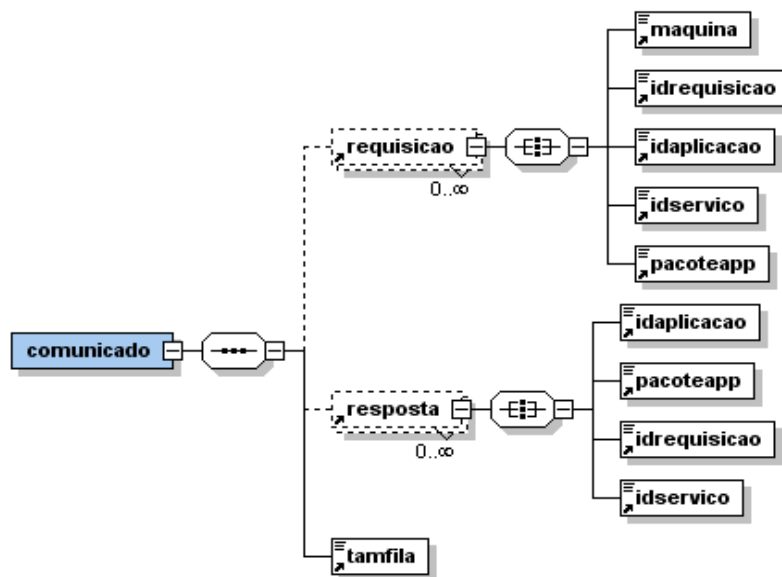 maquina
idrequisicao
requisicao
0..∞
idaplicacao
idservico
pacoteapp
comunicado
idaplicacao
pacoteapp
resposta
0..∞
idrequisicao
idservico
tamfila